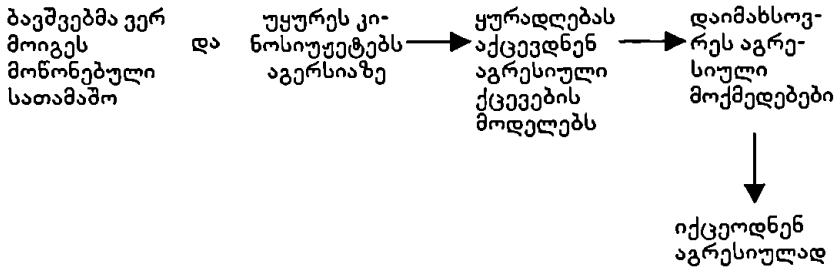 ბავშვებმა ვერ
მოიგეს
მოწონებული
სათამაშო
და
უყურეს კი-
ნოსიუჟეტებს
აგერსიაზე
ყურადღებას
აქცევდნენ
აგრესიული
ქცევების
მოდელებს
დაიმახსოვ-
რეს აგრე-
სიული
მოქმედებები
იქცეოდნენ
აგრესიულად